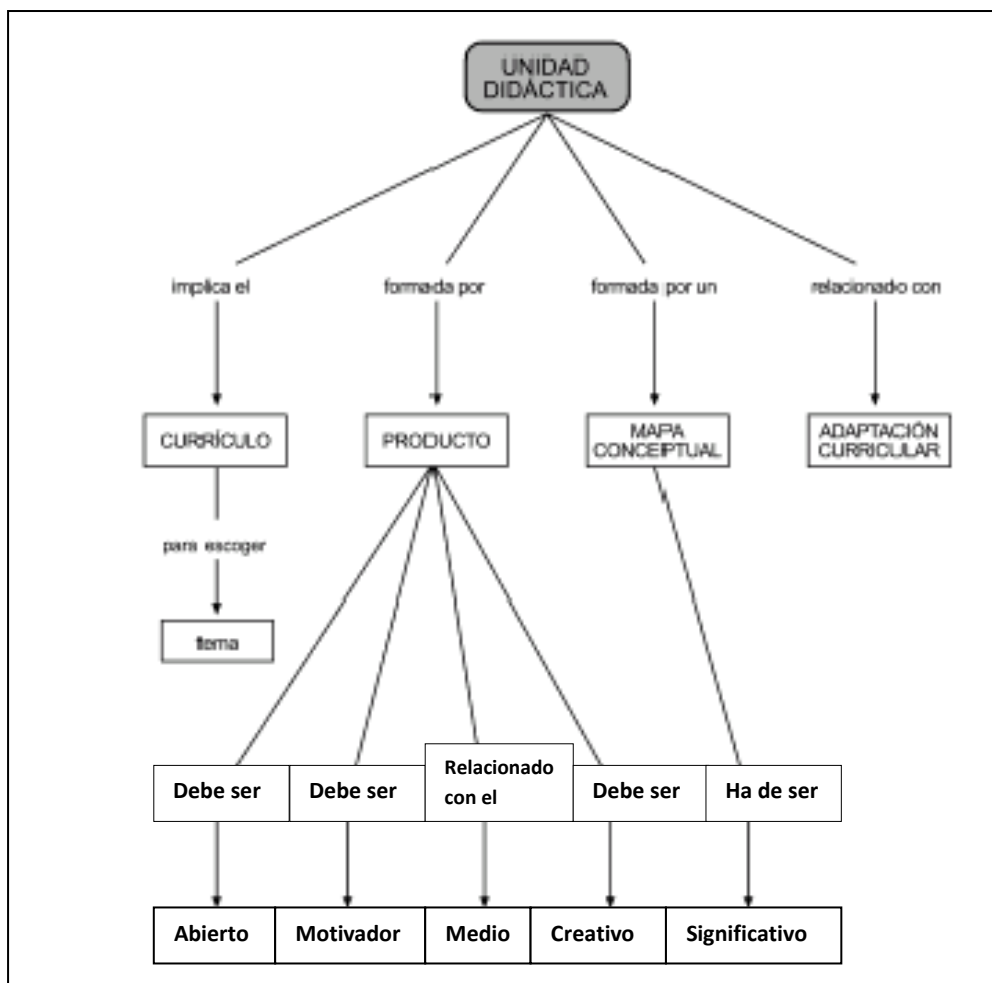 UNIDAD
DIDÁCTICA
implica el
formada por
formada por un
relacionado con
CURRÍCULO
PRODUCTO
MAPA
CONCEPTUAL
ADAPTACIÓN
CURRICULAR
para escoger
tema
Debe ser
Debe ser
Relacionado
con el
Debe ser
Ha de ser
Abierto
Motivador
Medio
Creativo
Significativo